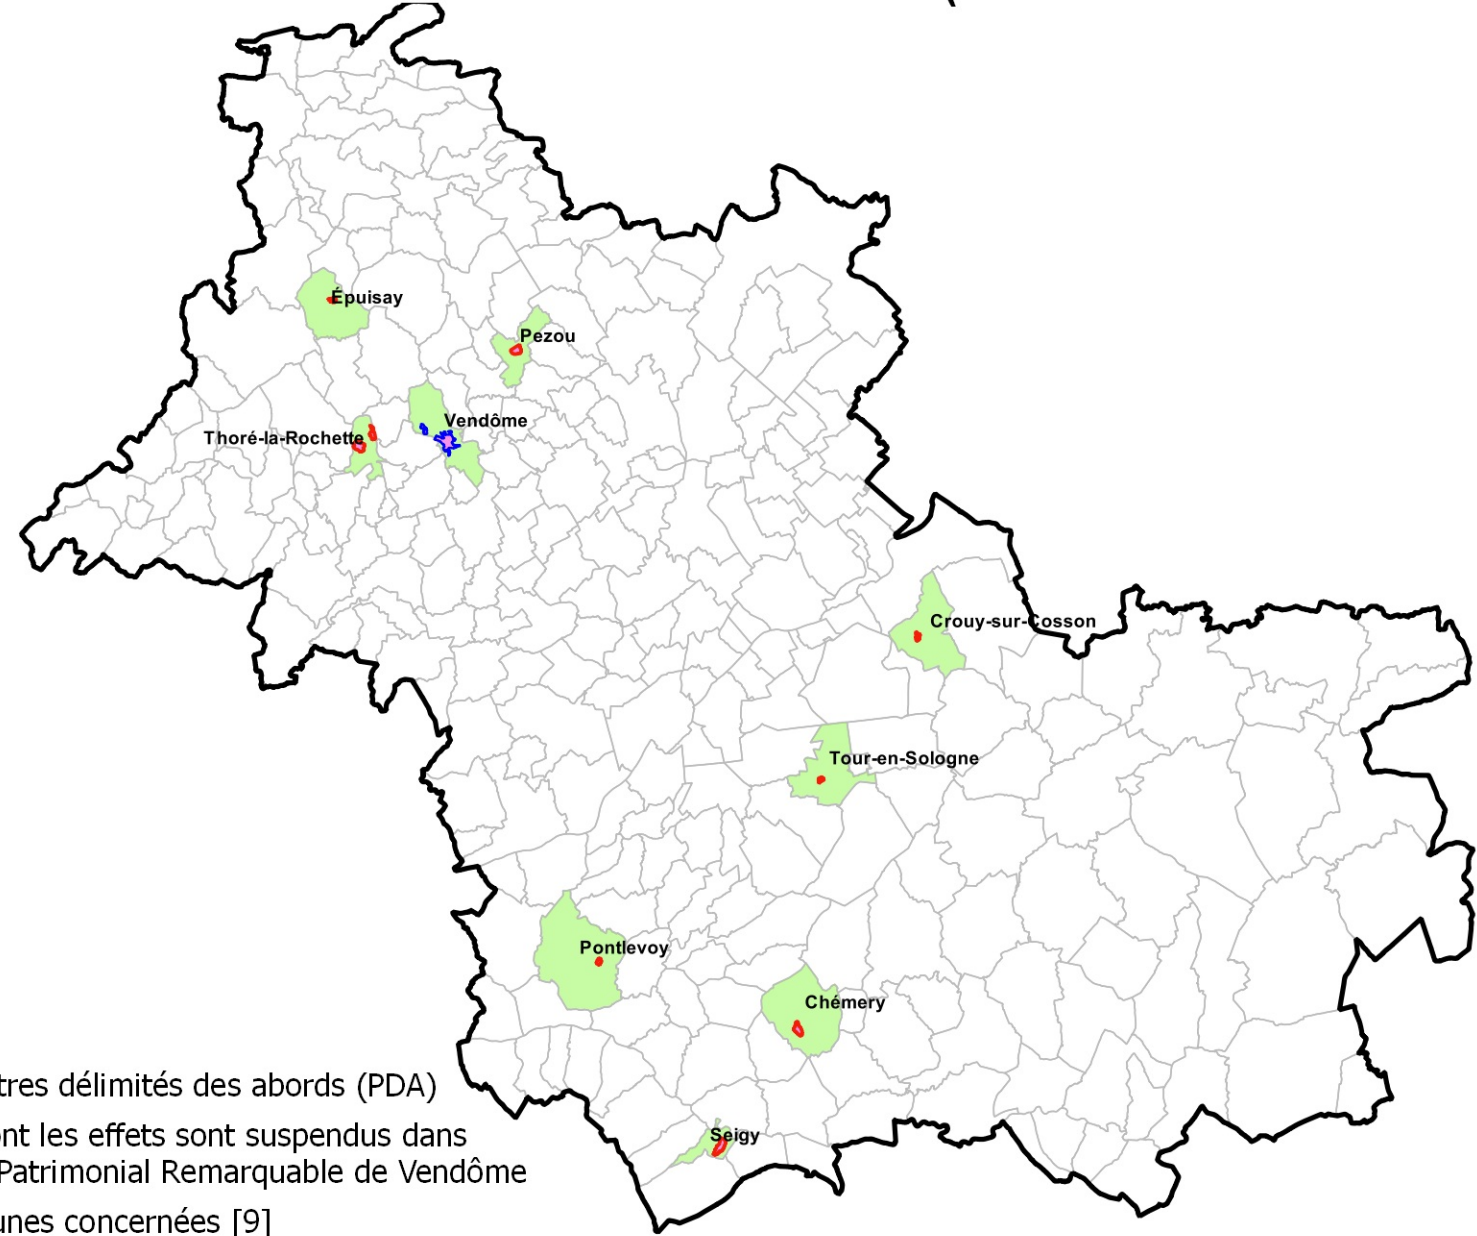 Épuisay
Pezou
Vendôme
Thoré-la-Rochette
Crouy-sur-Cosson
Tour-en-Sologne
Pontlevoy
Chémery
Seigy
tres délimités des abords (PDA)
nt les effets sont suspendus dans
Patrimonial Remarquable de Vendôme
unes concernées [9]